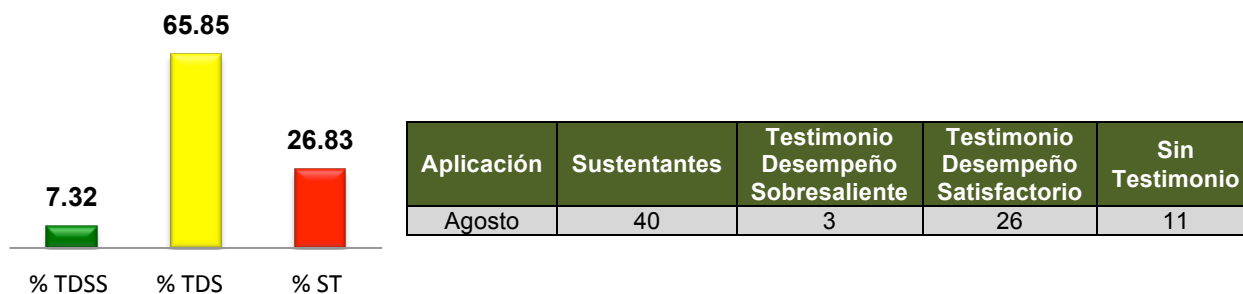 65.85
26.83
7.32
% TDSS % TDS % ST
Aplicación Sustentantes Testimonio Desempeño Sobresaliente Testimonio Desempeño Satisfactorio Sin Testimonio
Agosto 40 3 26 11